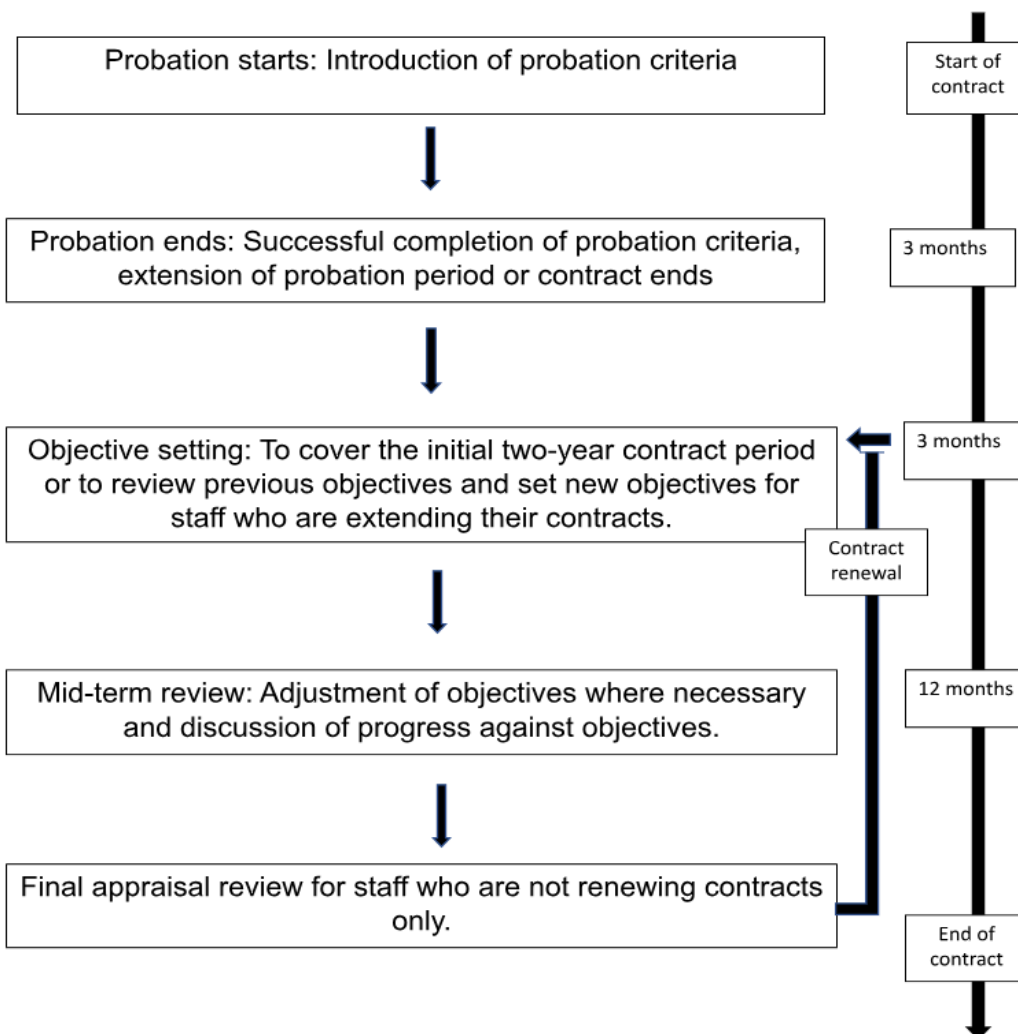 Probation starts: Introduction of probation criteria
Start of
contract
Probation ends: Successful completion of probation criteria,
extension of probation period or contract ends
3 months
Objective setting: To cover the initial two-year contract period
or to review previous objectives and set new objectives for
staff who are extending their contracts.
3 months
Contract
renewal
Mid-term review: Adjustment of objectives where necessary
and discussion of progress against objectives.
12 months
Final appraisal review for staff who are not renewing contracts
only.
End of
contract